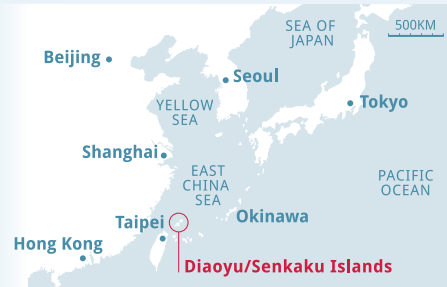 SEA OF
JAPAN
500KM
Beijing
Seoul
Tokyo
YELLOW
SEA
Shanghai
EAST
CHINA
SEA
PACIFIC
OCEAN
Taipei
Okinawa
Hong Kong
Diaoyu/Senkaku Islands